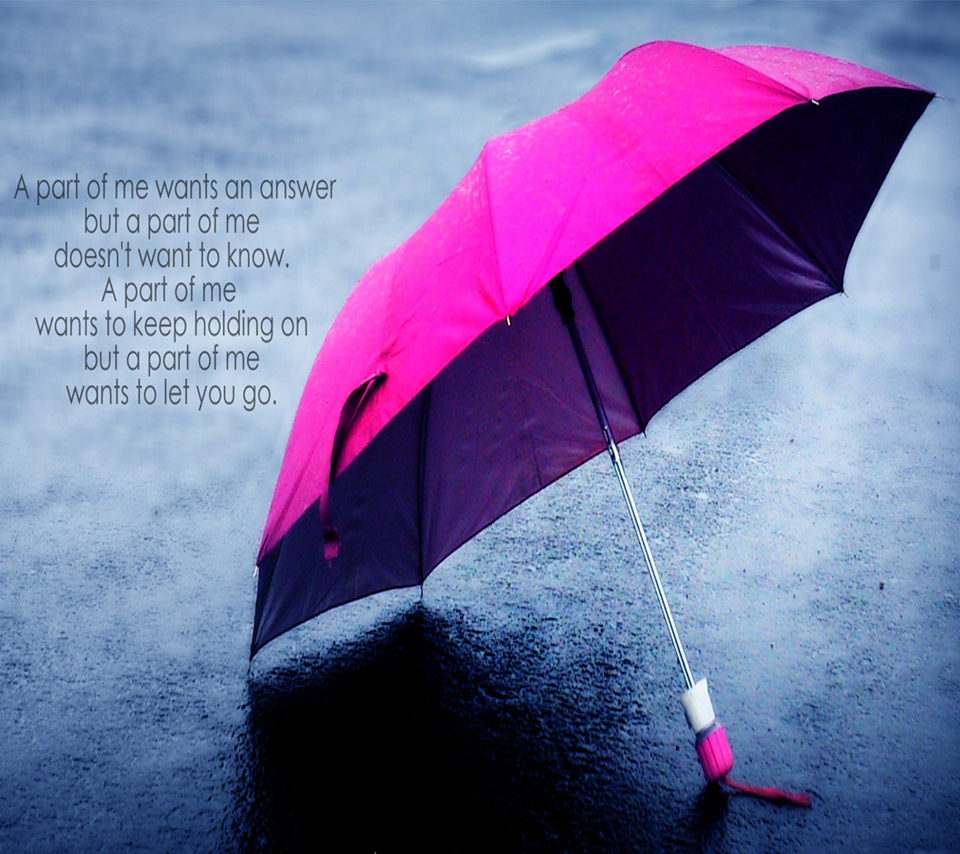 A part of me wants an answer
but a part of me
doesn't want to know.
A part of me
wants to keep holding on
but a part of me
wants to let you go.